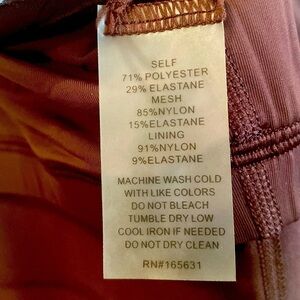 SELF
71% POLYESTER
29% ELASTANE
MESH
85%NYLON
15%ELASTANE
LINING
91%NYLON
9%ELASTANE
MACHINE WASH COLD
WITH LIKE COLORS
DO NOT BLEACH
TUMBLE DRY LOW
COOL IRON IF NEEDED
DO NOT DRY CLEAN
RN#165631